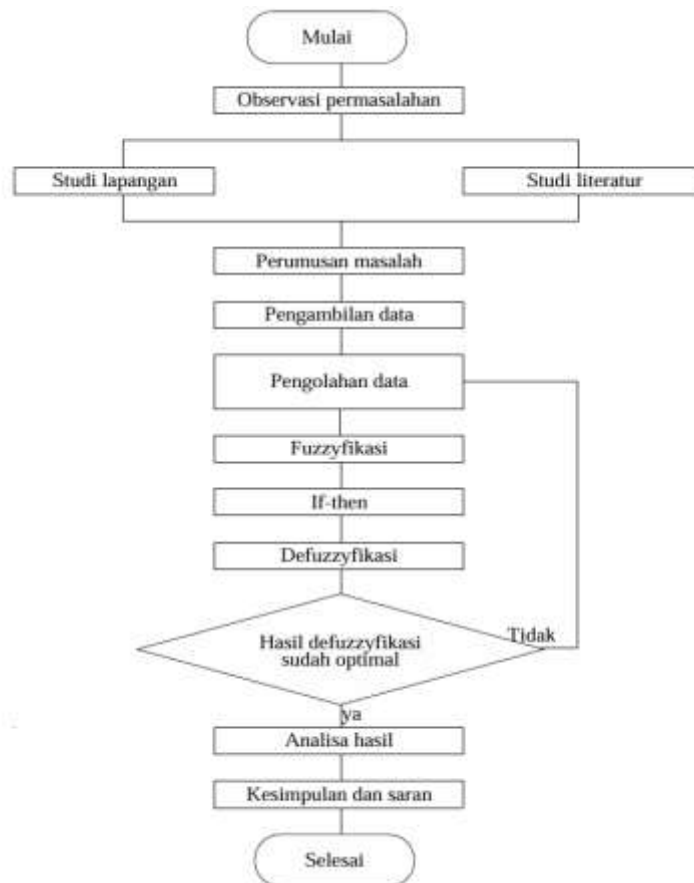 Mulai
Observasi permasalahan
Studi lapangan
Studi literatur
Perumusan masalah
Pengambilan data
Pengolahan data
Fuzzyfikasi
If-then
Defuzzyfikasi
Hasil defuzzyfikasi
sudah optimal
Tidak
ya
Analisa hasil
Kesimpulan dan saran
Selesai